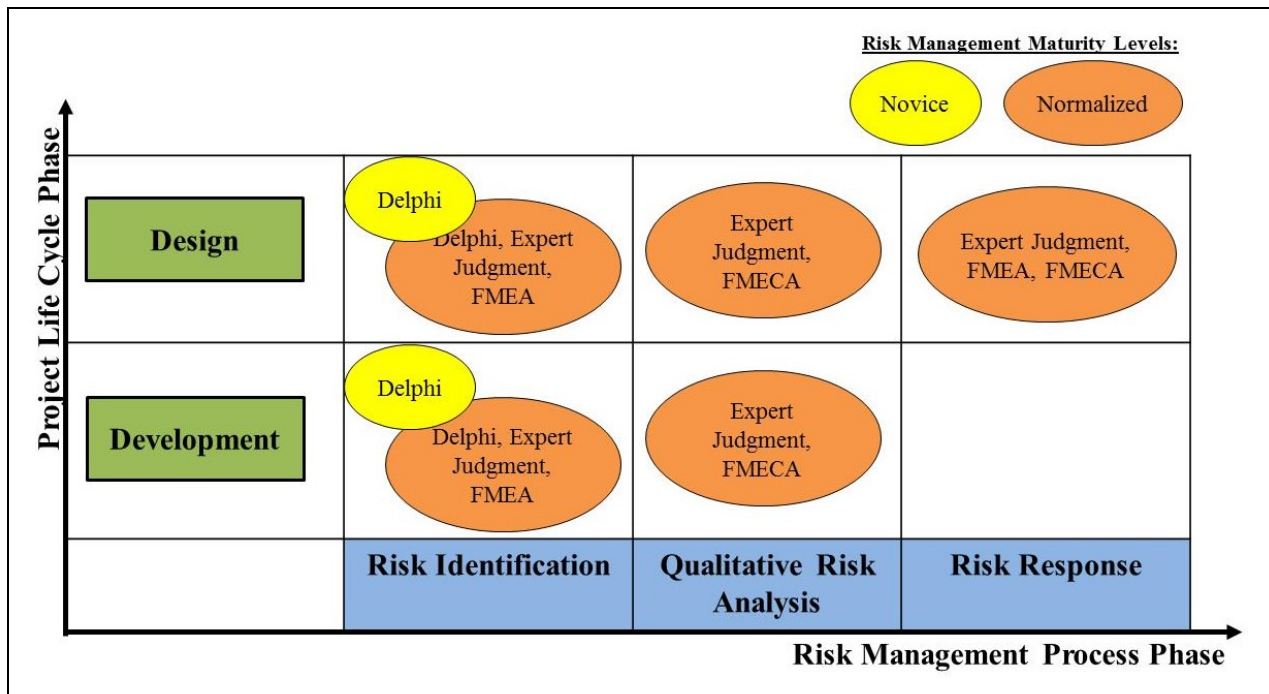 Risk Management Maturity Levels:
Novice
Normalized
Project Life Cycle Phase
Design
Delphi
Delphi, Expert
Judgment,
FMEA
Expert
Judgment,
FMECA
Expert Judgment,
FMEA, FMECA
Development
Delphi
Delphi, Expert
Judgment,
FMEA
Expert
Judgment,
FMECA
Risk Identification
Qualitative Risk
Analysis
Risk Response
Risk Management Process Phase